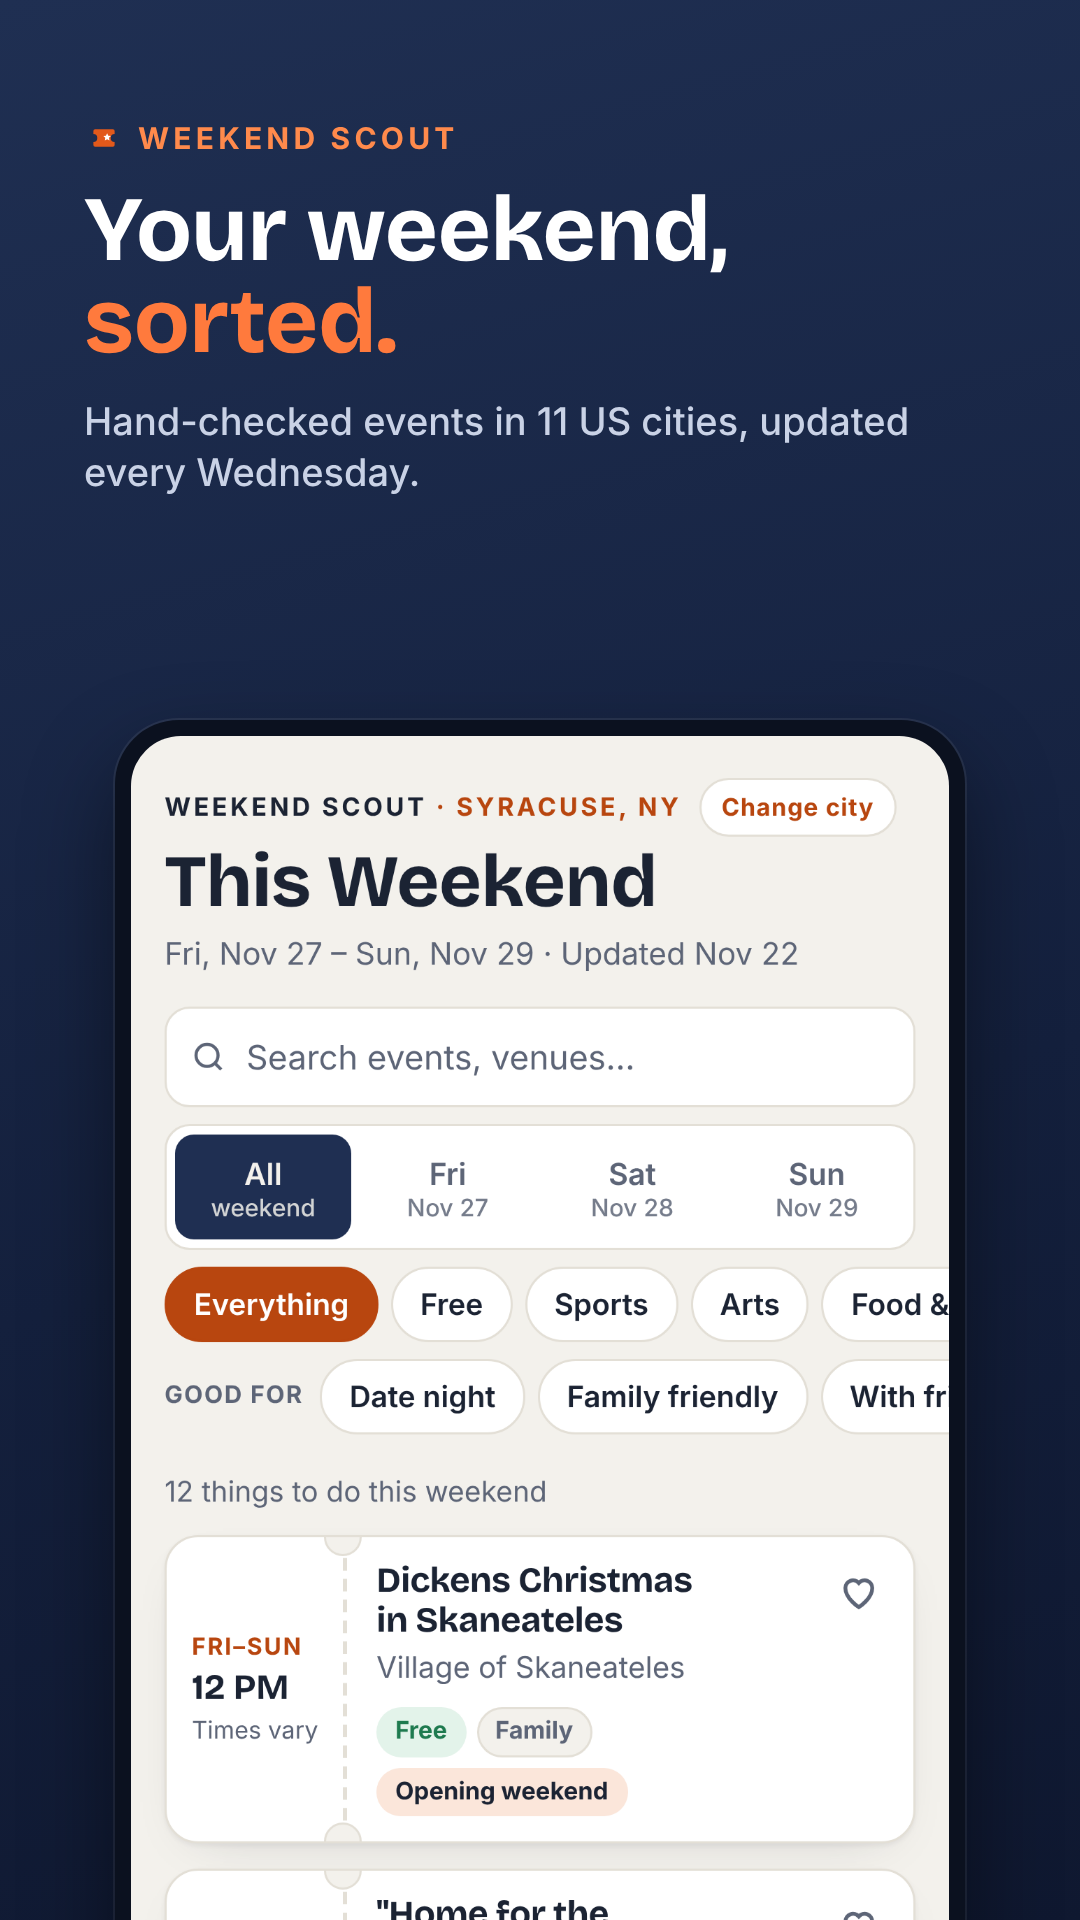 WEEKEND SCOUT
Your weekend,
sorted.
Hand-checked events in 11 US cities, updated
every Wednesday.
WEEKEND SCOUT · SYRACUSE, NY
Change city
This Weekend
Fri, Nov 27 – Sun, Nov 29 · Updated Nov 22
Search events, venues...
All
weekend
Fri
Nov 27
Sat
Nov 28
Sun
Nov 29
Everything
Free
Sports
Arts
Food &
GOOD FOR
Date night
Family friendly
With fri
12 things to do this weekend
FRI–SUN
12 PM
Times vary
Dickens Christmas
in Skaneateles
Village of Skaneateles
Free
Family
Opening weekend
"Home for the